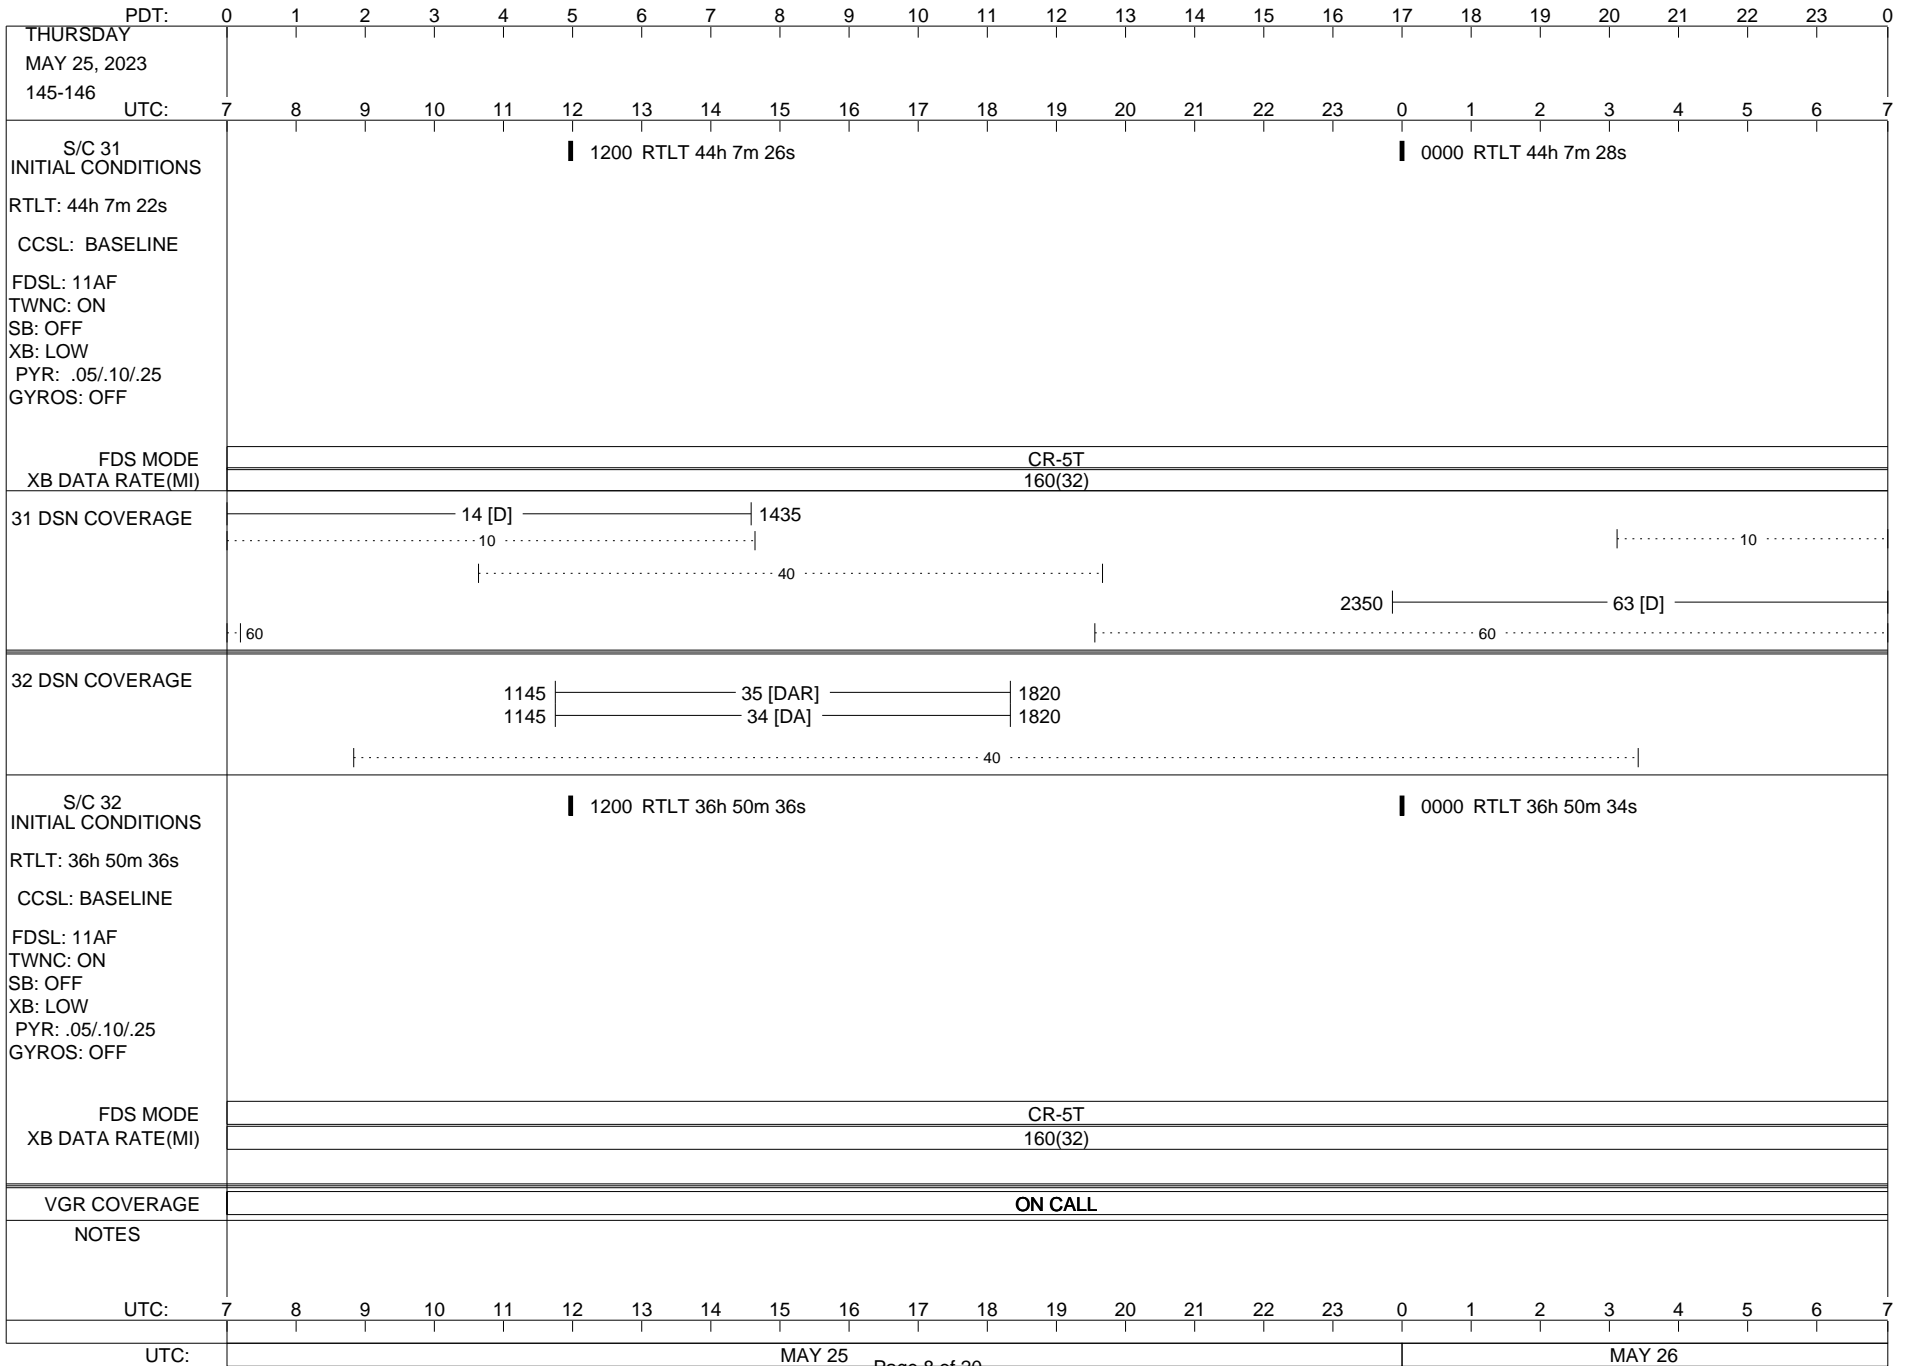 PDT: 0 1 2 3 4 5 6 7 8 9 10 11 12 13 14 15 16 17 18 19 20 21 22 23 0
THURSDAY
MAY 25, 2023
145-146
UTC: 7 8 9 10 11 12 13 14 15 16 17 18 19 20 21 22 23 0 1 2 3 4 5 6 7
S/C 31
INITIAL CONDITIONS
1200 RTLT 44h 7m 26s
0000 RTLT 44h 7m 28s
RTLT: 44h 7m 22s
CCSL: BASELINE
FDSL: 11AF
TWNC: ON
SB: OFF
XB: LOW
PYR: .05/.10/.25
GYROS: OFF
FDS MODE CR-5T
XB DATA RATE(MI) 160(32)
31 DSN COVERAGE
14 [D] 1435
10 10
40
2350 63 [D]
60 60
32 DSN COVERAGE
1145 35 [DAR] 1820
1145 34 [DA] 1820
40
S/C 32
INITIAL CONDITIONS
1200 RTLT 36h 50m 36s
0000 RTLT 36h 50m 34s
RTLT: 36h 50m 36s
CCSL: BASELINE
FDSL: 11AF
TWNC: ON
SB: OFF
XB: LOW
PYR: .05/.10/.25
GYROS: OFF
FDS MODE CR-5T
XB DATA RATE(MI) 160(32)
VGR COVERAGE ON CALL
NOTES
UTC: 7 8 9 10 11 12 13 14 15 16 17 18 19 20 21 22 23 0 1 2 3 4 5 6 7
UTC: MAY 25 MAY 26
Page 8 of 20